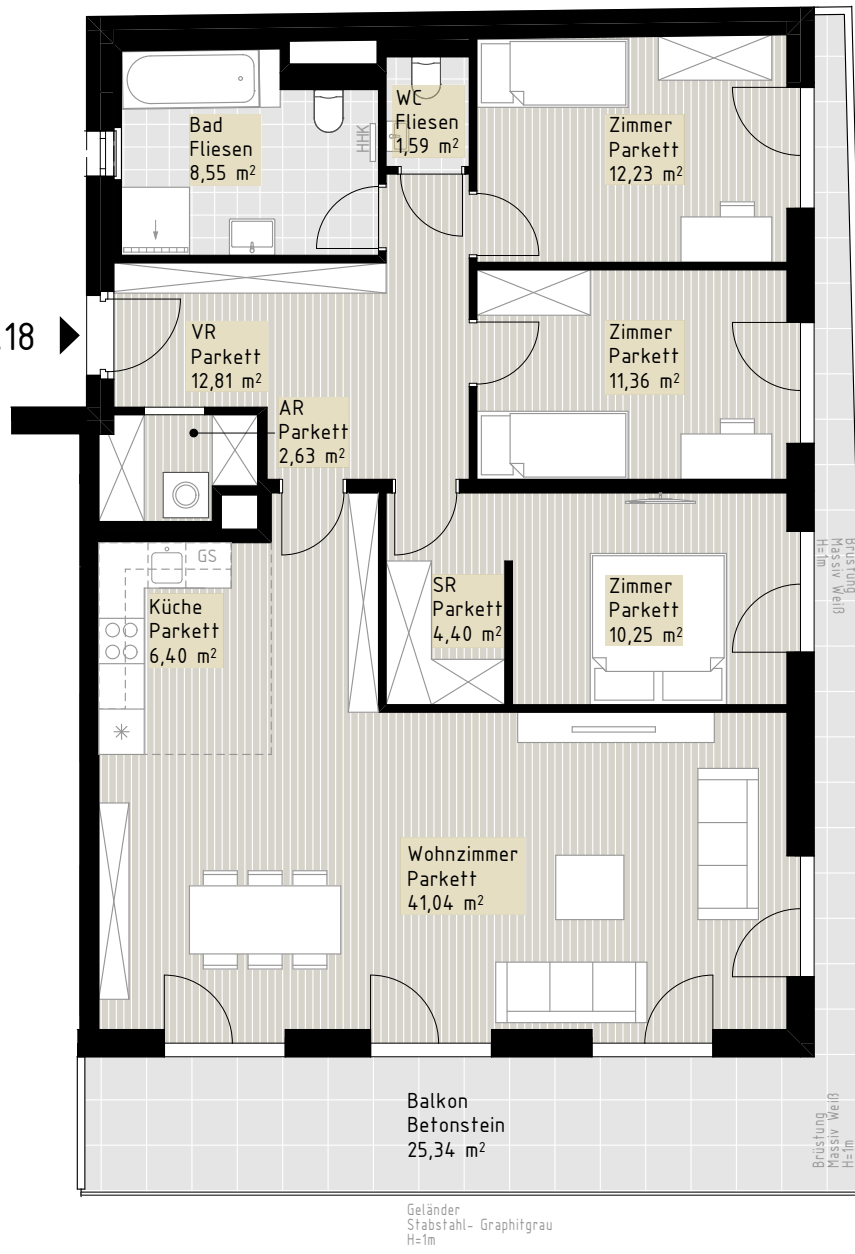 Bad
Fliesen
8,55 m²
HHK
WC
Fliesen
1,59 m²
Zimmer
Parkett
12,23 m²
.18
VR
Parkett
12,81 m²
Zimmer
Parkett
11,36 m²
AR
Parkett
2,63 m²
GS
Küche
Parkett
6,40 m²
SR
Parkett
4,40 m²
Zimmer
Parkett
10,25 m²
Brüstung
Massiv Weiß
H=1m
Wohnzimmer
Parkett
41,04 m²
Balkon
Betonstein
25,34 m²
Brüstung
Massiv Weiß
H=1m
Geländer
Stabstahl- Graphitgrau
H=1m